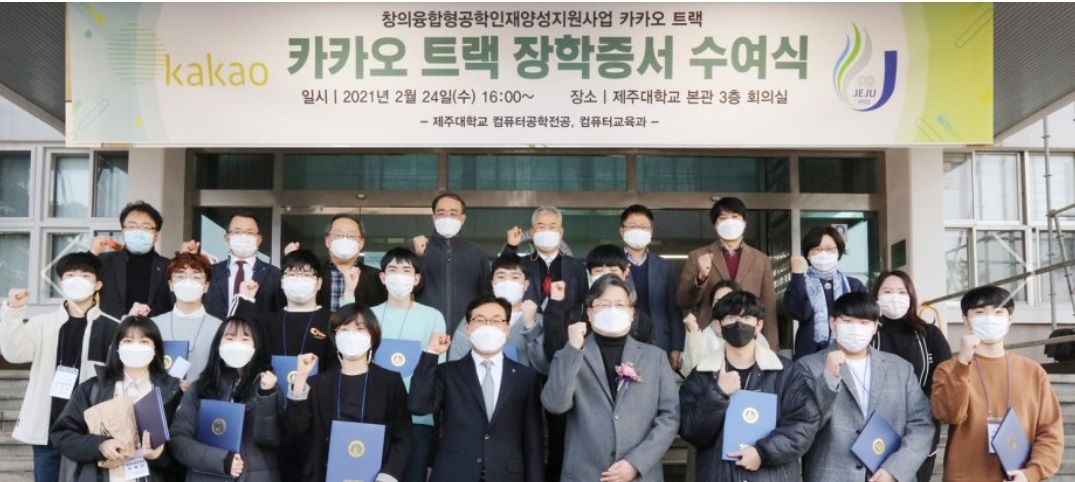 창의융합형공학인재양성지원사업 카카오 트랙
kakao 카카오 트랙 장학증서 수여식
일시 | 2021년 2월 24일(수) 16:00~ 장소 | 제주대학교 본관 3층 회의실
– 제주대학교 컴퓨터공학전공, 컴퓨터교육과 –
JEJU
1952